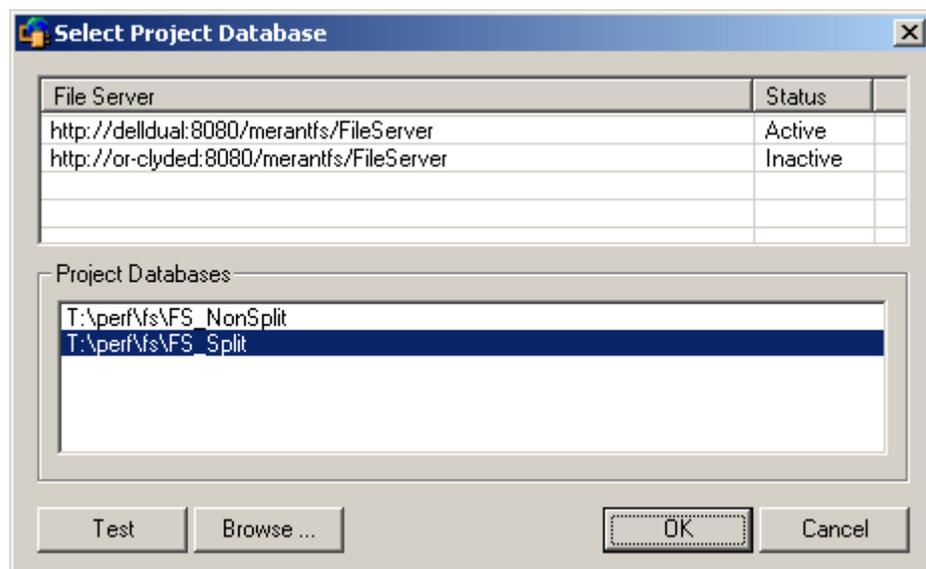 Select Project Database
File Server Status
http://delldual:8080/merantfs/FileServer Active
http://or-clyded:8080/merantfs/FileServer Inactive
Project Databases
T:\perf\fs\FS_NonSplit
T:\perf\fs\FS_Split
Test Browse ... OK Cancel